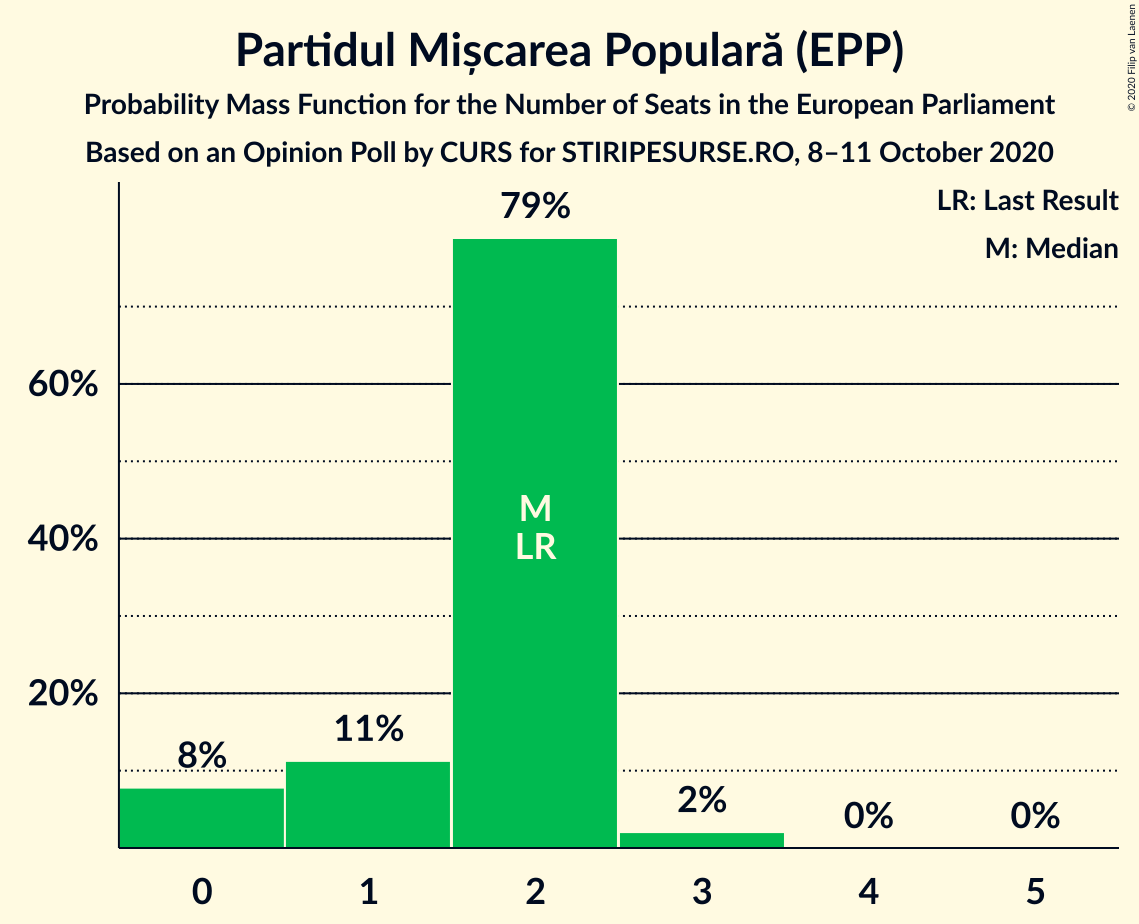 Partidul Mișcarea Populară (EPP)
Probability Mass Function for the Number of Seats in the European Parliament
Based on an Opinion Poll by CURS for STIRIPESURSE.RO, 8–11 October 2020
© 2020 Filip van Laenen
LR: Last Result
M: Median
79%
60%
40%
20%
M
LR
8%
11%
2%
0%
0%
0 1 2 3 4 5